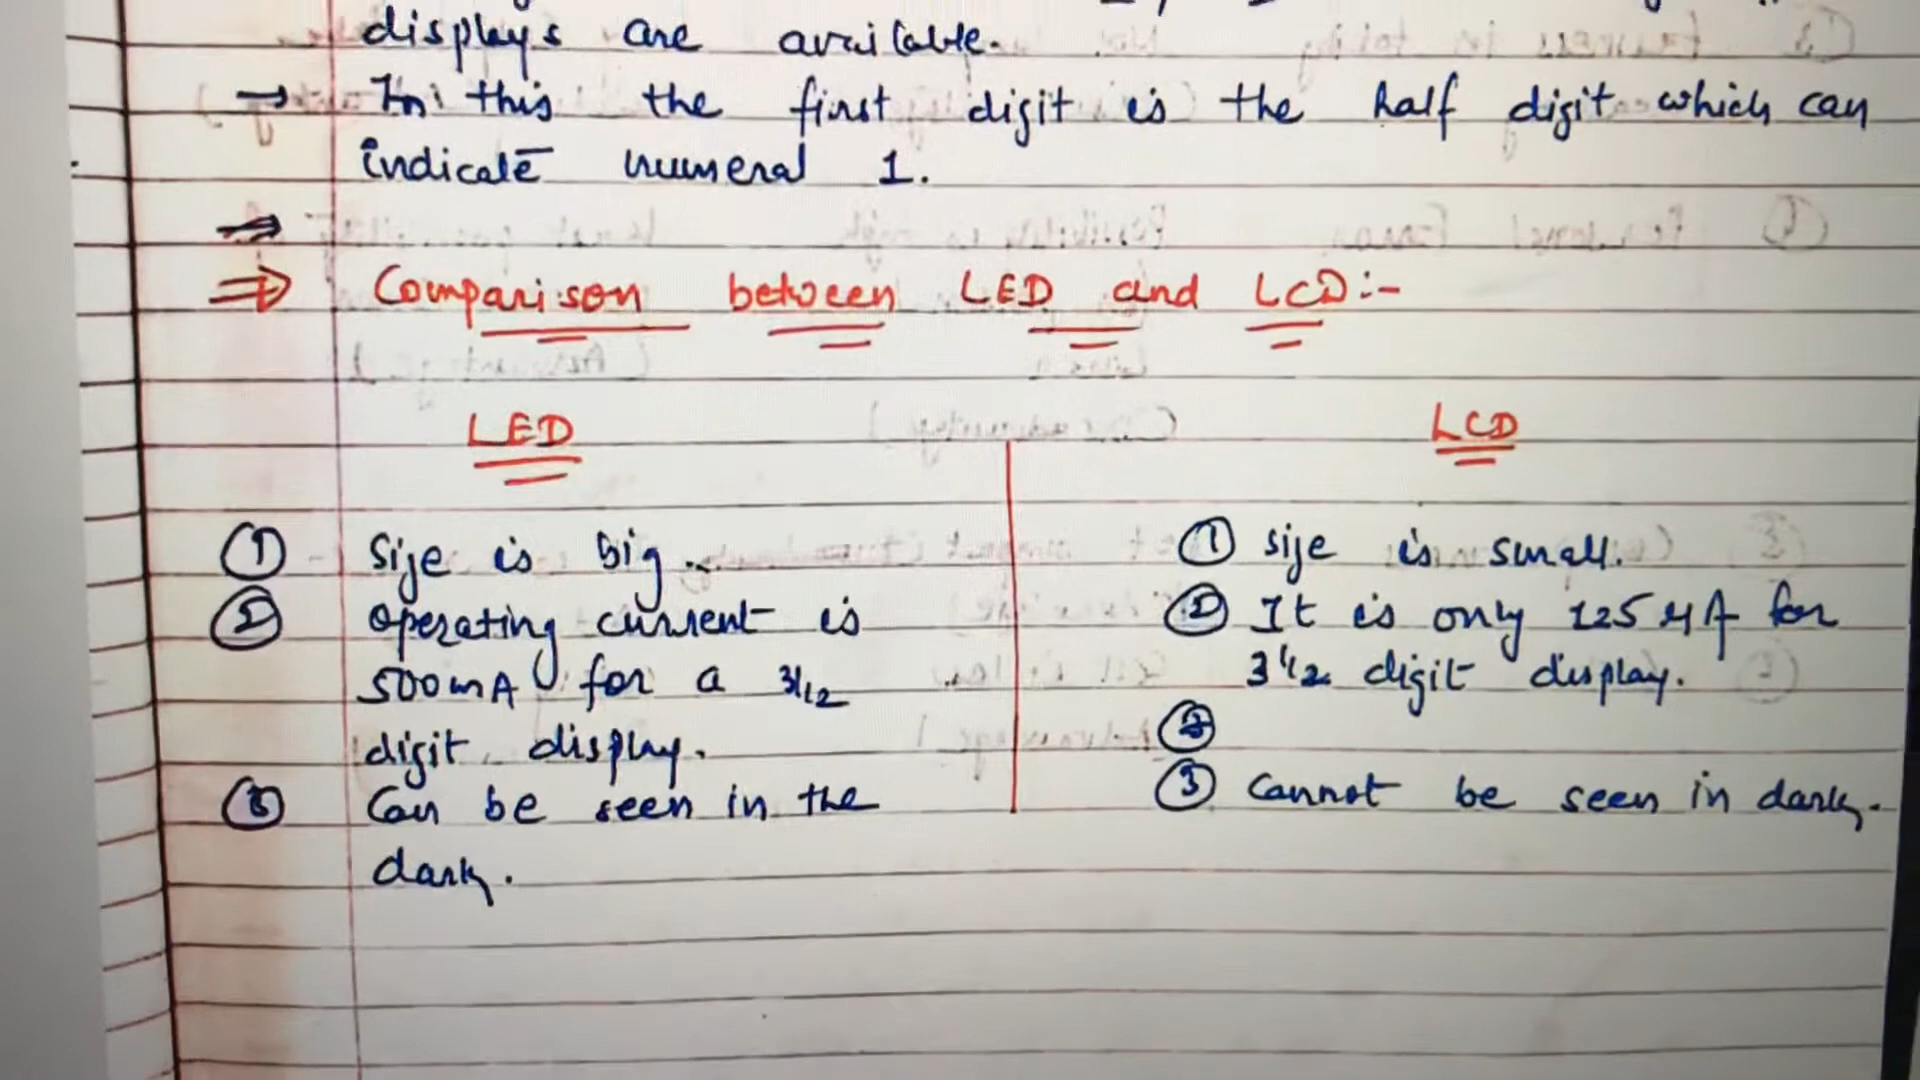 displays are available.
→ In this the first digit is the half digit which can
indicate numeral 1.
→
⇒ Comparison between LED and LCD:-
LED
① Size is big.
② Operating current is
500mA for a 31/2
digit display.
③ Can be seen in the
dark.
LCD
① Size is small.
② It is only 125 μA for
3 1/2 digit display.
③ Cannot be seen in dark.